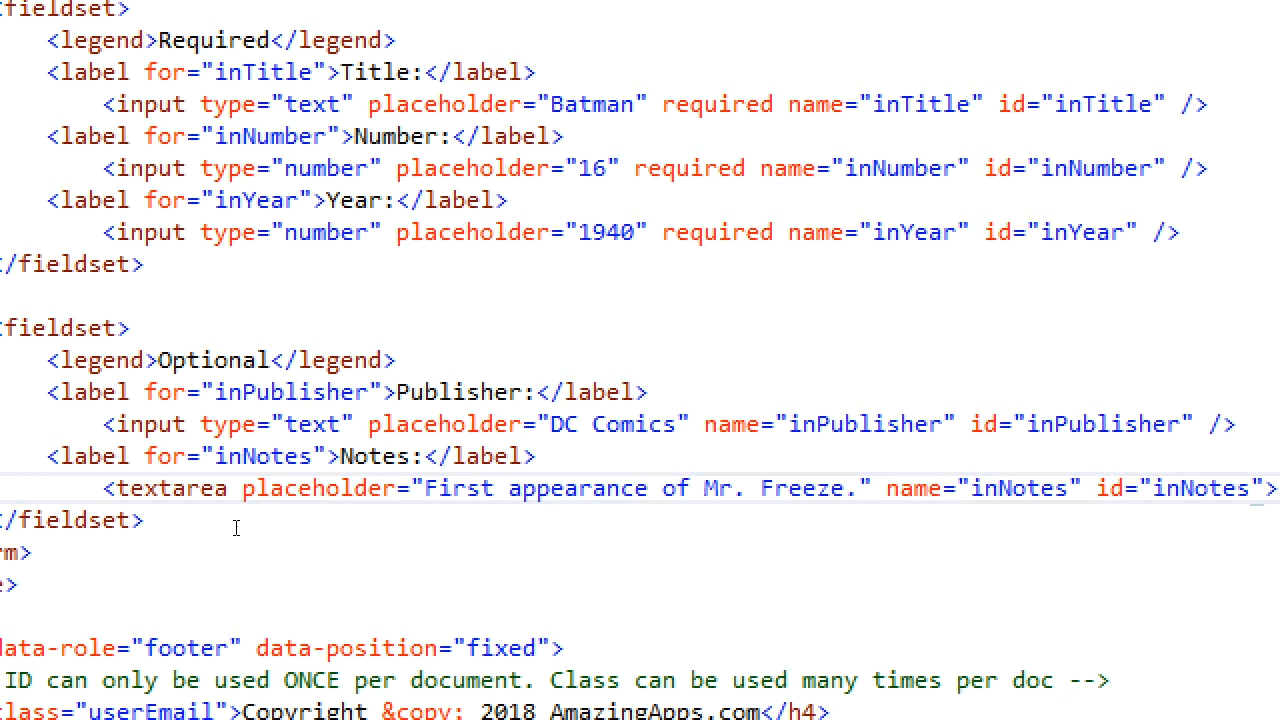 fieldset>
<legend>Required</legend>
<label for="inTitle">Title:</label>
<input type="text" placeholder="Batman" required name="inTitle" id="inTitle" />
<label for="inNumber">Number:</label>
<input type="number" placeholder="16" required name="inNumber" id="inNumber" />
<label for="inYear">Year:</label>
<input type="number" placeholder="1940" required name="inYear" id="inYear" />
/fieldset>
fieldset>
<legend>Optional</legend>
<label for="inPublisher">Publisher:</label>
<input type="text" placeholder="DC Comics" name="inPublisher" id="inPublisher" />
<label for="inNotes">Notes:</label>
<textarea placeholder="First appearance of Mr. Freeze." name="inNotes" id="inNotes">
/fieldset>
rm>
>
data-role="footer" data-position="fixed">
ID can only be used ONCE per document. Class can be used many times per doc -->
class="userEmail">Copyright &copy; 2018 AmazingApps.com</h4>